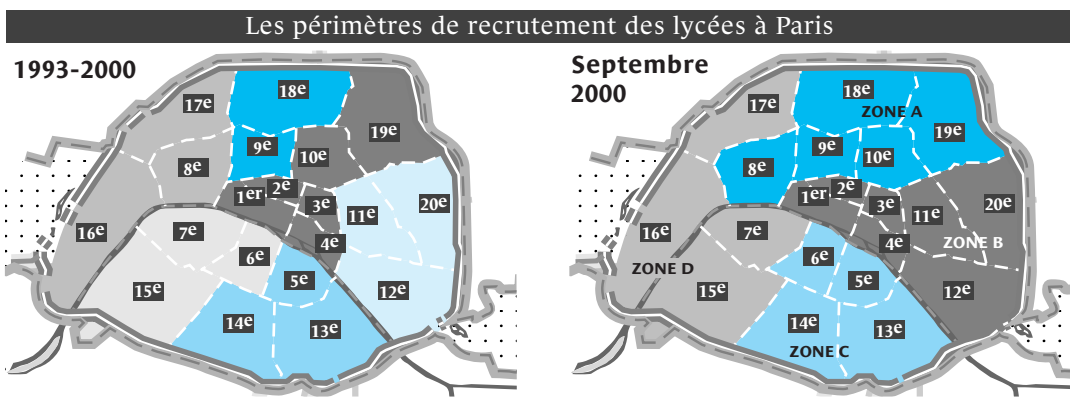 Les périmètres de recrutement des lycées à Paris
1993-2000
18e
17e
19e
9e
10e
8e
2e
1er
3e
11e
20e
16e
7e
4e
6e
5e
15e
12e
14e
13e
Septembre
2000
18e
17e
ZONE A
19e
9e
10e
8e
2e
1er
3e
11e
20e
16e
7e
4e
ZONE B
6e
ZONE D
5e
15e
12e
14e
13e
ZONE C